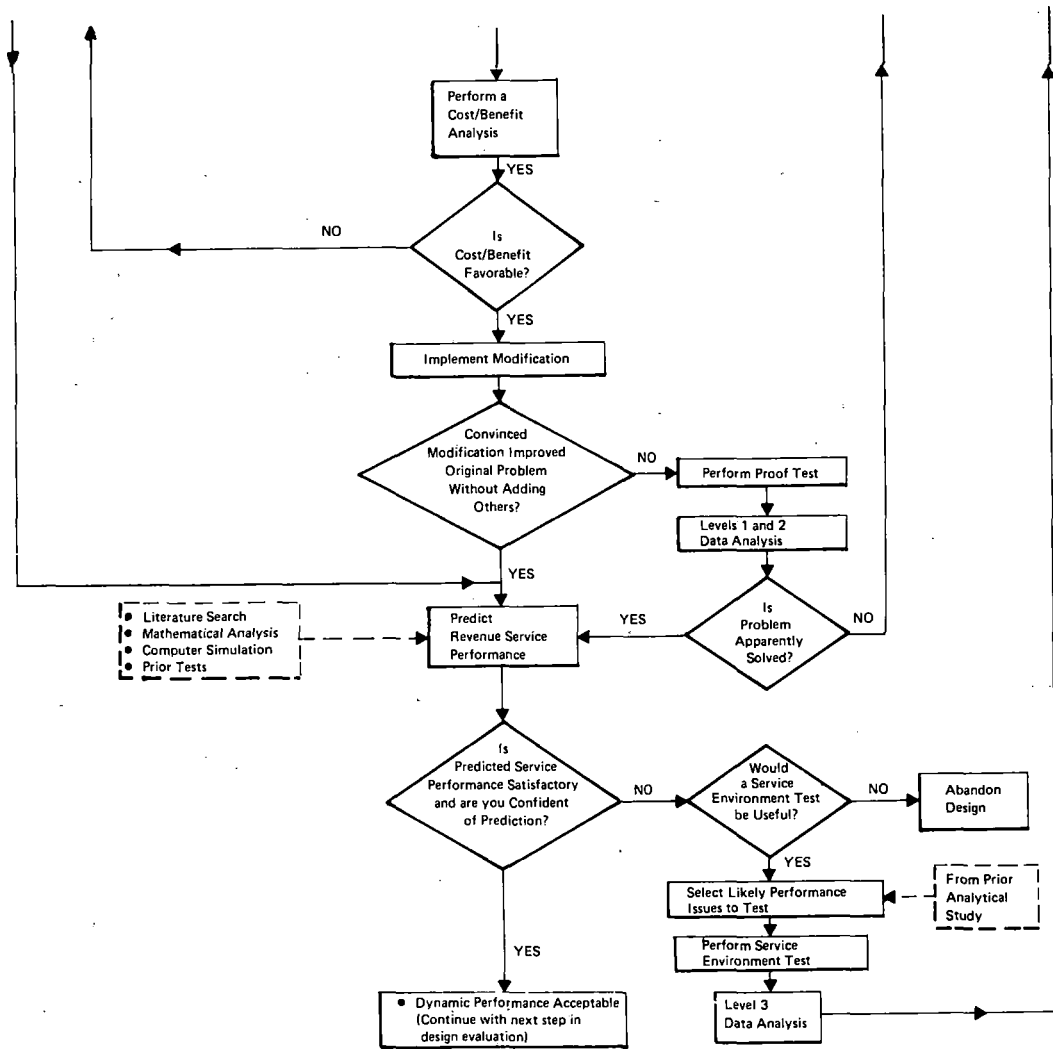 Perform a
Cost/Benefit
Analysis
YES
NO
Is
Cost/Benefit
Favorable?
YES
Implement Modification
Convinced
Modification Improved
Original Problem
Without Adding
Others?
NO
Perform Proof Test
Levels 1 and 2
Data Analysis
YES
● Literature Search
● Mathematical Analysis
● Computer Simulation
● Prior Tests
Predict
Revenue Service
Performance
YES
Is
Problem
Apparently
Solved?
NO
Is
Predicted Service
Performance Satisfactory
and are you Confident
of Prediction?
NO
Would
a Service
Environment Test
be Useful?
NO
Abandon
Design
YES
Select Likely Performance
Issues to Test
From Prior
Analytical
Study
Perform Service
Environment Test
YES
● Dynamic Performance Acceptable
(Continue with next step in
design evaluation)
Level 3
Data Analysis